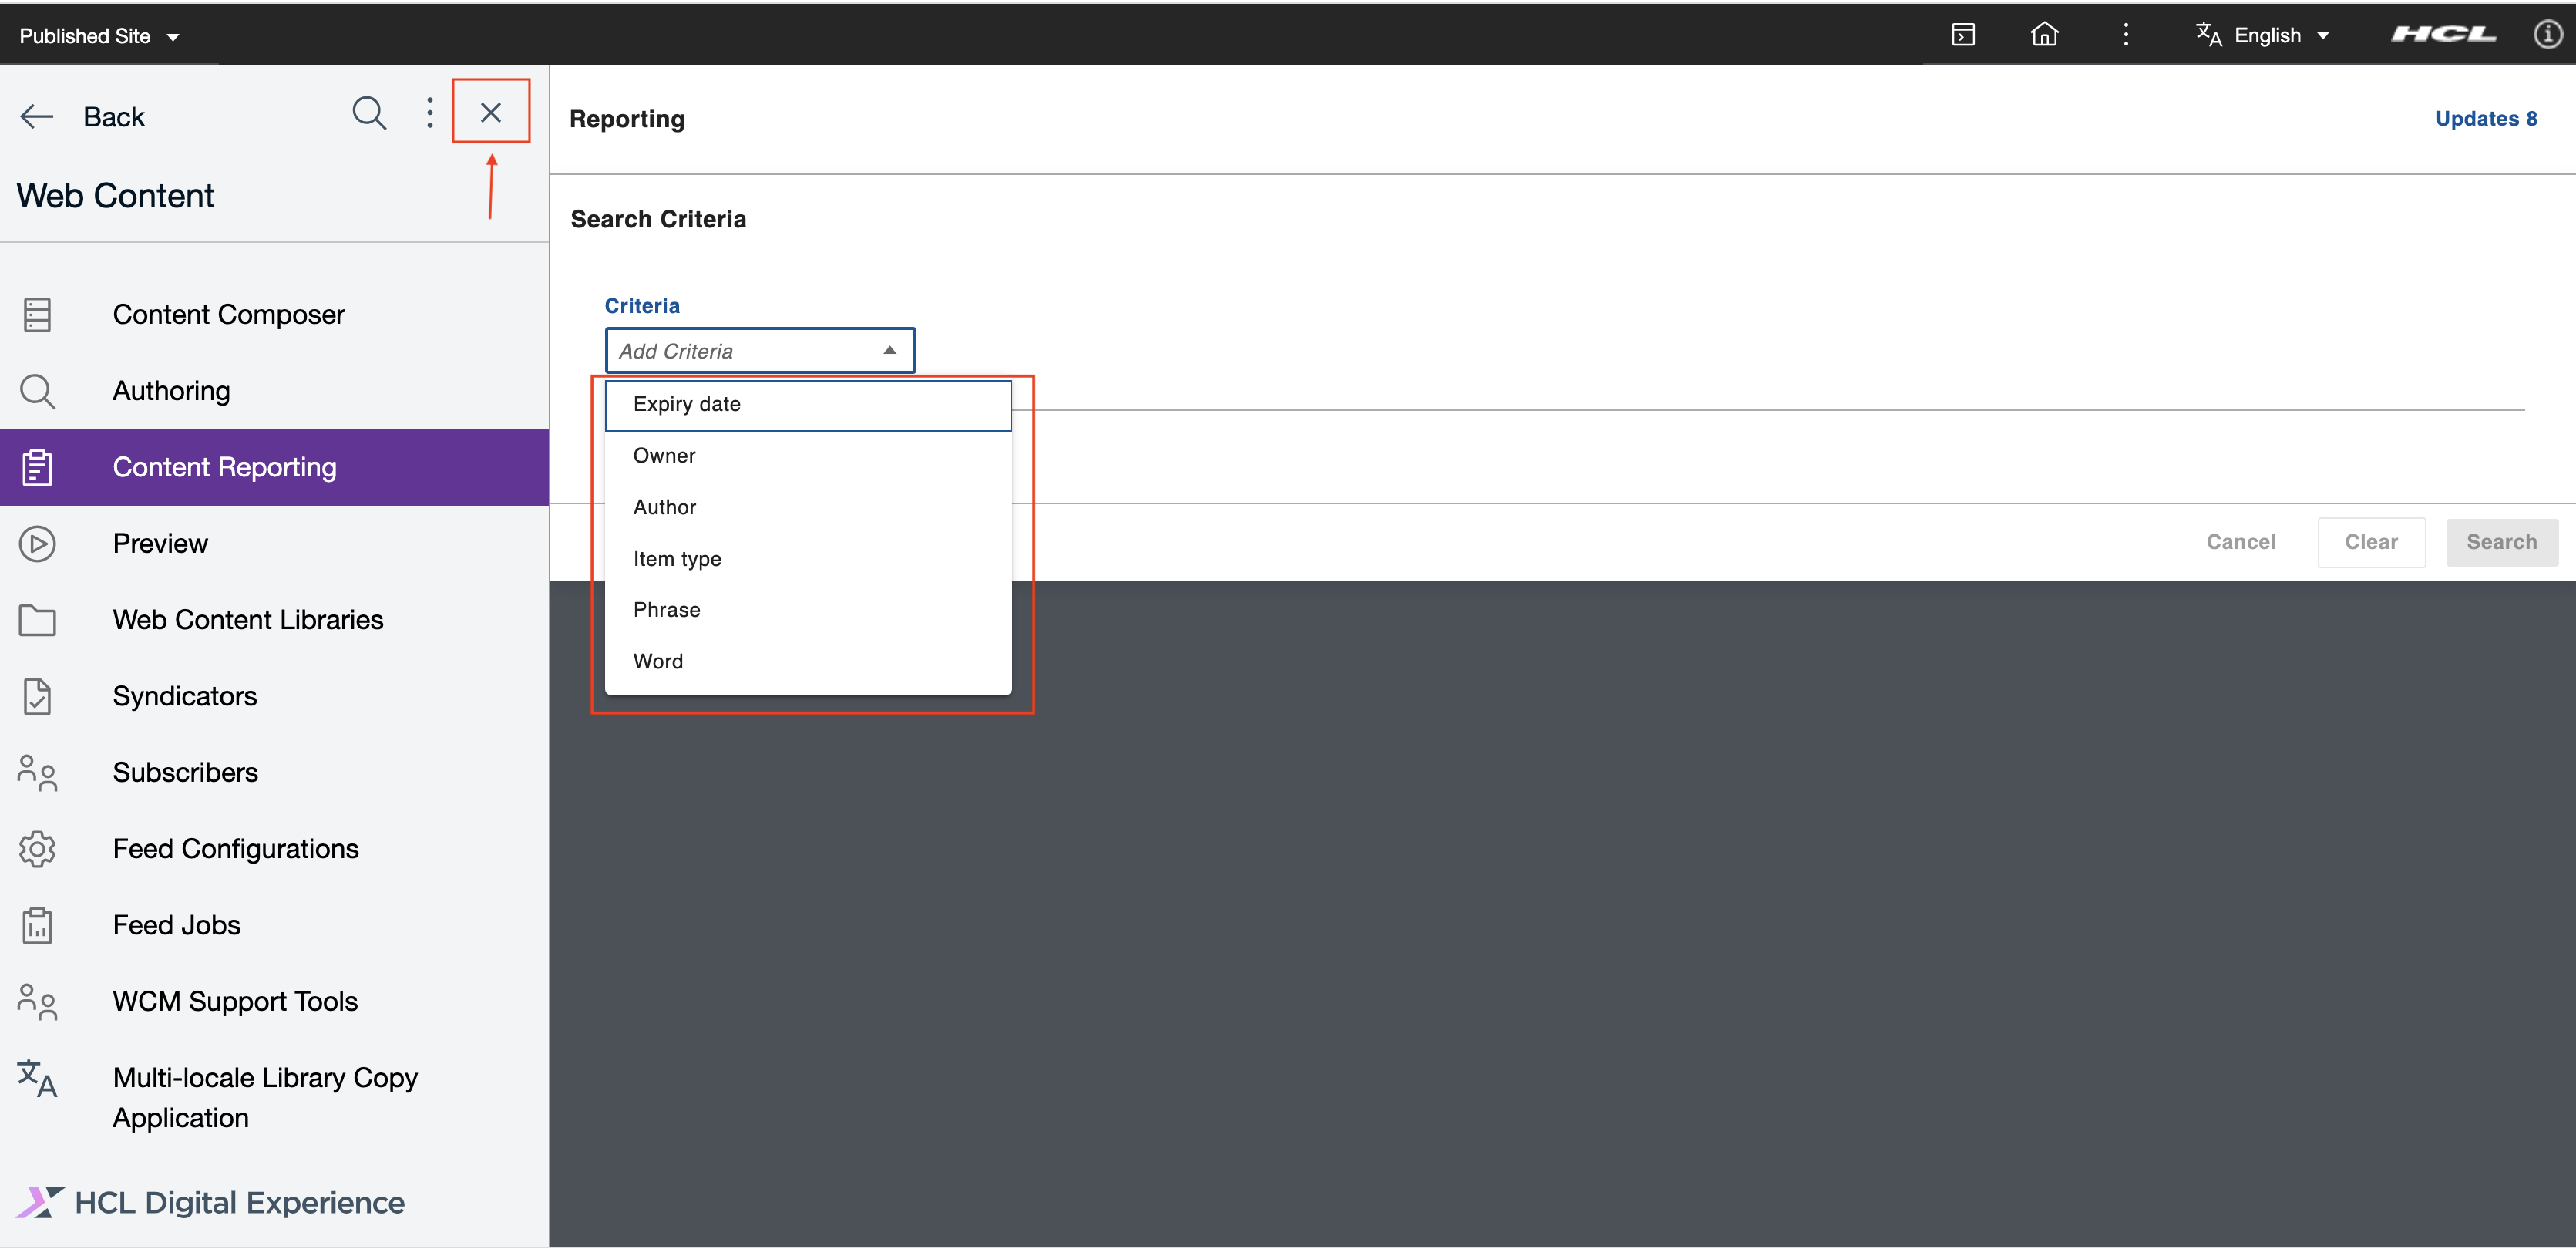 Published Site
English
HCL
Back
Web Content
Content Composer
Authoring
Content Reporting
Preview
Web Content Libraries
Syndicators
Subscribers
Feed Configurations
Feed Jobs
WCM Support Tools
Multi-locale Library Copy
Application
HCL Digital Experience
Reporting
Updates 8
Search Criteria
Criteria
Add Criteria
Expiry date
Owner
Author
Item type
Phrase
Word
Cancel
Clear
Search